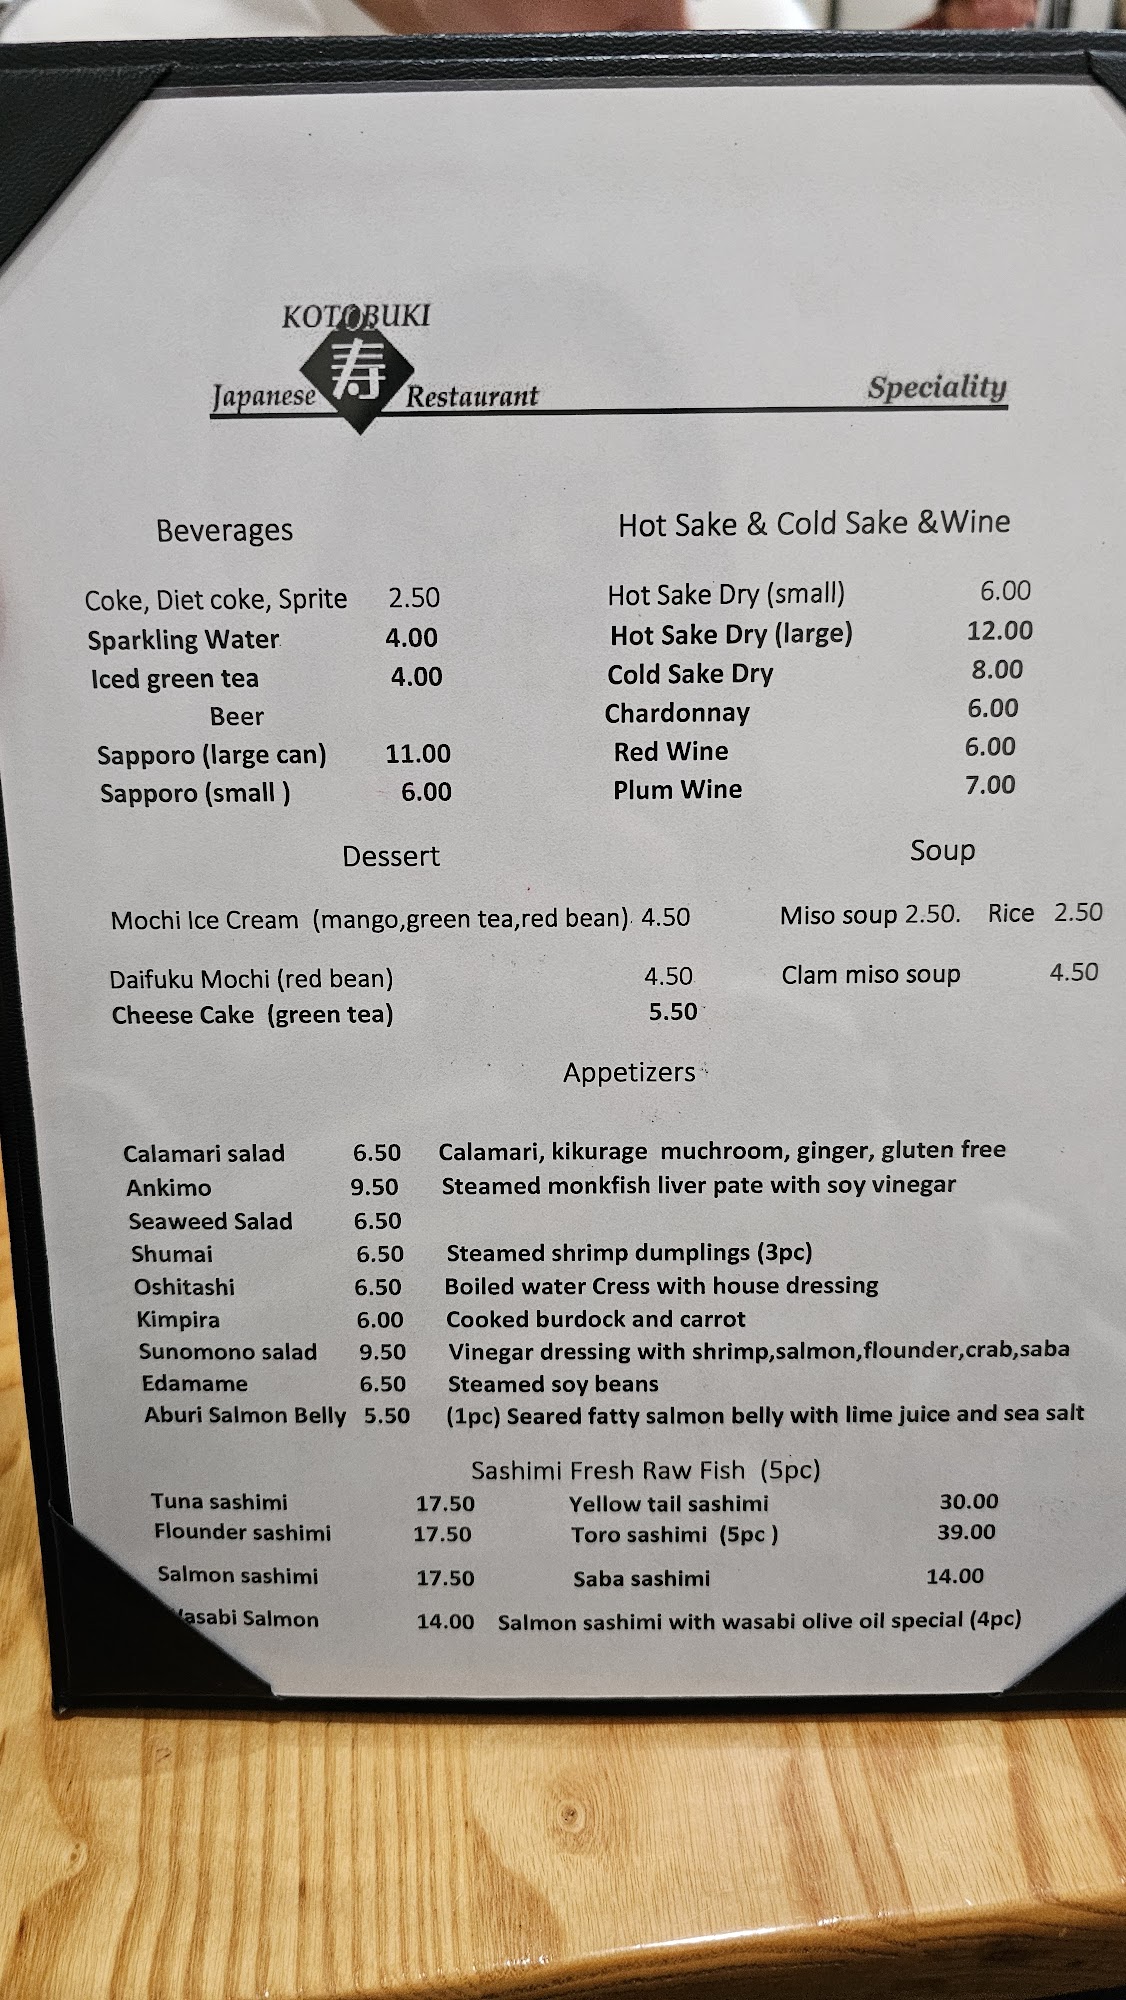 KOTOBUKI
寿
Japanese Restaurant Speciality
Beverages
Coke, Diet coke, Sprite 2.50
Sparkling Water 4.00
Iced green tea 4.00
Beer
Sapporo (large can) 11.00
Sapporo (small ) 6.00
Hot Sake & Cold Sake &Wine
Hot Sake Dry (small) 6.00
Hot Sake Dry (large) 12.00
Cold Sake Dry 8.00
Chardonnay 6.00
Red Wine 6.00
Plum Wine 7.00
Dessert
Mochi Ice Cream (mango,green tea,red bean) 4.50
Daifuku Mochi (red bean) 4.50
Cheese Cake (green tea) 5.50
Soup
Miso soup 2.50. Rice 2.50
Clam miso soup 4.50
Appetizers
Calamari salad 6.50 Calamari, kikurage muchroom, ginger, gluten free
Ankimo 9.50 Steamed monkfish liver pate with soy vinegar
Seaweed Salad 6.50
Shumai 6.50 Steamed shrimp dumplings (3pc)
Oshitashi 6.50 Boiled water Cress with house dressing
Kimpira 6.00 Cooked burdock and carrot
Sunomono salad 9.50 Vinegar dressing with shrimp,salmon,flounder,crab,saba
Edamame 6.50 Steamed soy beans
Aburi Salmon Belly 5.50 (1pc) Seared fatty salmon belly with lime juice and sea salt
Sashimi Fresh Raw Fish (5pc)
Tuna sashimi 17.50 Yellow tail sashimi 30.00
Flounder sashimi 17.50 Toro sashimi (5pc ) 39.00
Salmon sashimi 17.50 Saba sashimi 14.00
Wasabi Salmon 14.00 Salmon sashimi with wasabi olive oil special (4pc)